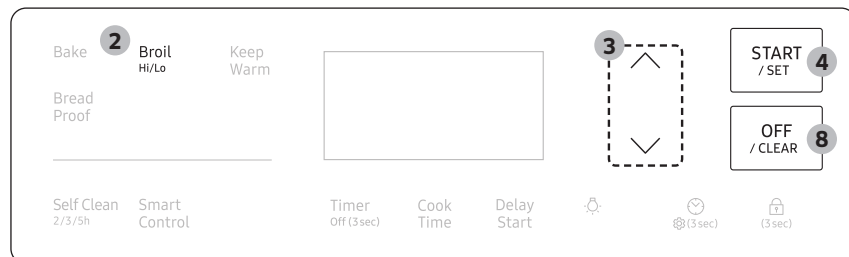 Bake
2
Broil
Hi/Lo
Keep
Warm
Bread
Proof
3
START
/ SET
4
OFF
/ CLEAR
8
Self Clean
2/3/5h
Smart
Control
Timer
Off (3 sec)
Cook
Time
Delay
Start
(3 sec)
(3 sec)